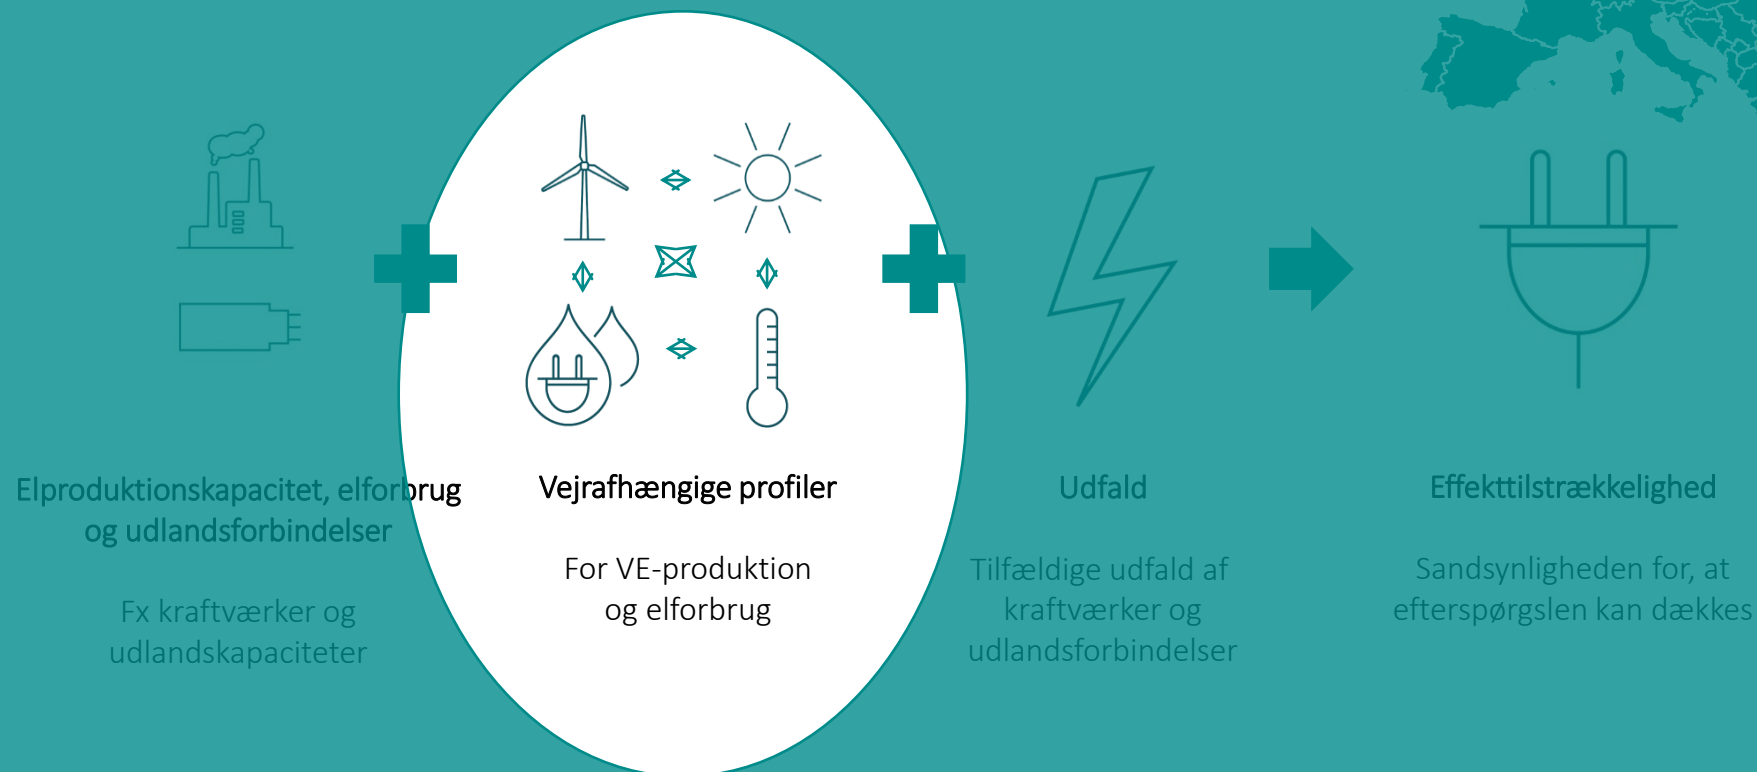 Elproduktionskapacitet, elforbrug
og udlandsforbindelser
Fx kraftværker og
udlandskapaciteter
Vejrafhængige profiler
For VE-produktion
og elforbrug
Udfald
Tilfældige udfald af
kraftværker og
udlandsforbindelser
Effekttilstrækkelighed
Sandsynligheden for, at
efterspørgslen kan dækkes